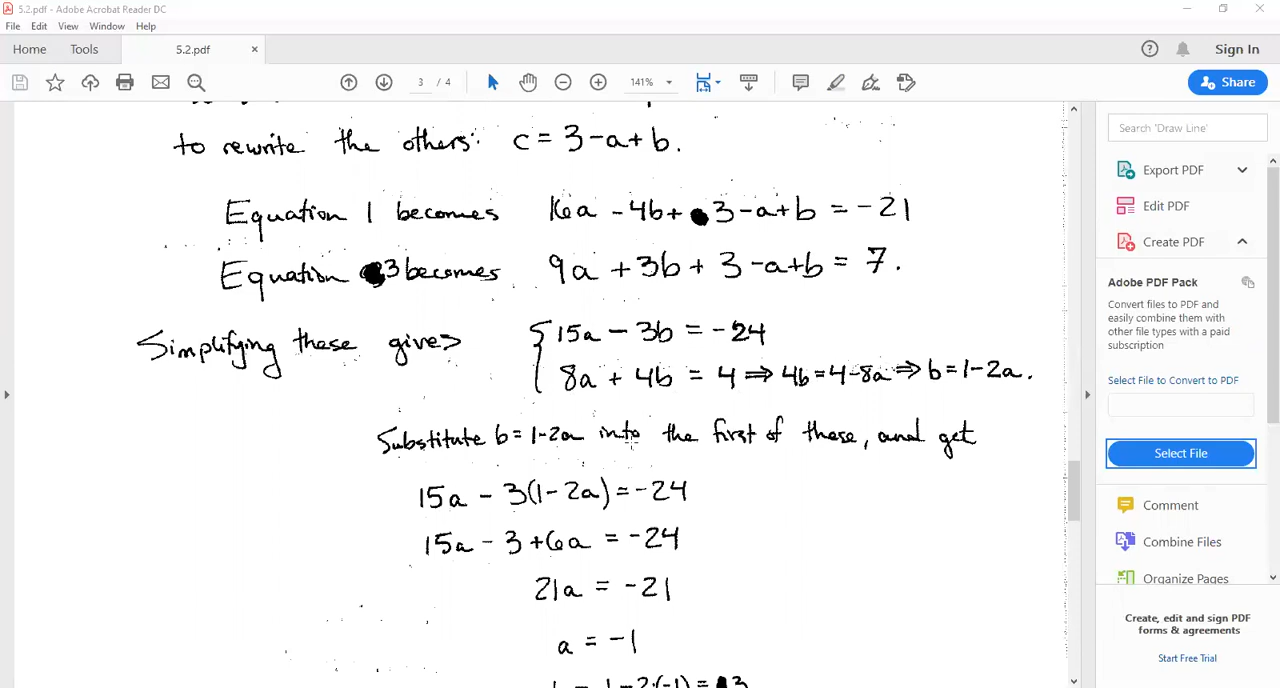 5.2.pdf - Adobe Acrobat Reader DC
File Edit View Window Help
Home Tools 5.2.pdf × Sign In
3 / 4 141% Share
to rewrite the others: c = 3-a+b.
Equation 1 becomes 16a - 4b + 3-a+b = -21
Equation 3 becomes 9a + 3b + 3-a+b = 7.
Simplifying these gives { 15a - 3b = -24
8a + 4b = 4 ⇒ 4b = 4-8a ⇒ b = 1-2a.
Substitute b = 1-2a into the first of these, and get
15a - 3(1-2a) = -24
15a - 3 + 6a = -24
21a = -21
a = -1
1-2·(-1) = 3
Search 'Draw Line'
Export PDF
Edit PDF
Create PDF
Adobe PDF Pack
Convert files to PDF and
easily combine them with
other file types with a paid
subscription
Select File to Convert to PDF
Select File
Comment
Combine Files
Organize Pages
Create, edit and sign PDF
forms & agreements
Start Free Trial